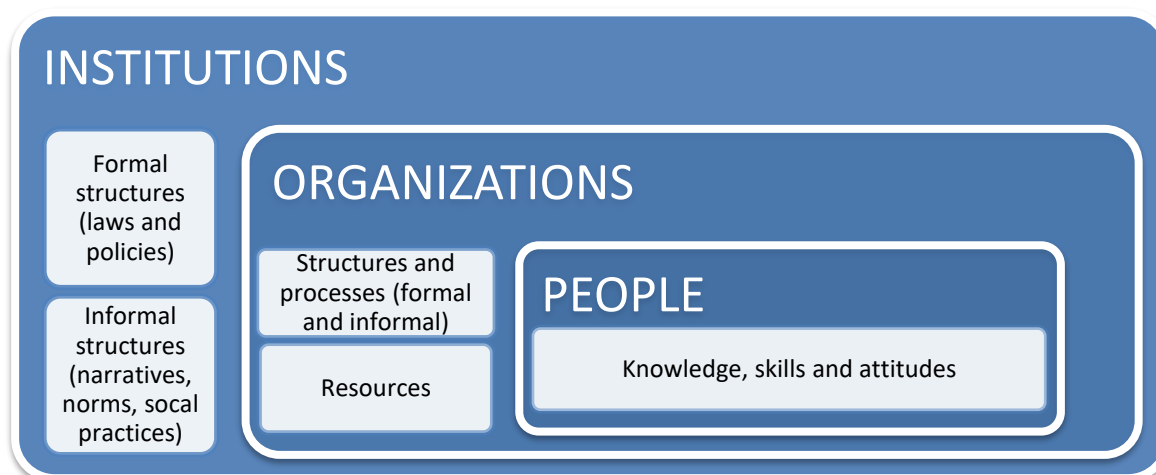 INSTITUTIONS
Formal
structures
(laws and
policies)
Informal
structures
(narratives,
norms, socal
practices)
ORGANIZATIONS
Structures and
processes (formal
and informal)
Resources
PEOPLE
Knowledge, skills and attitudes